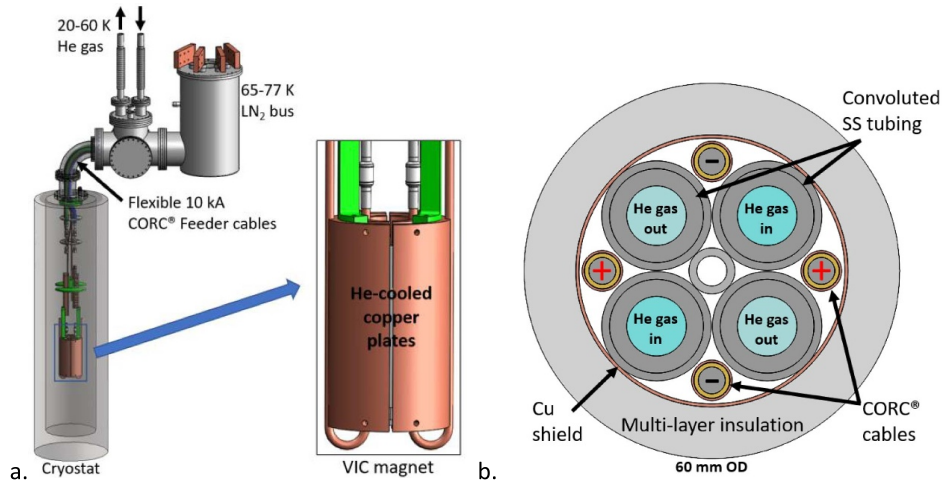 20-60 K
He gas
65-77 K
LN₂ bus
Flexible 10 kA
CORC® Feeder cables
He-cooled
copper
plates
a.
Cryostat
VIC magnet
Convoluted
SS tubing
-
He gas
out
He gas
in
+
+
He gas
in
He gas
out
-
Cu
shield
Multi-layer insulation
CORC®
cables
60 mm OD
b.